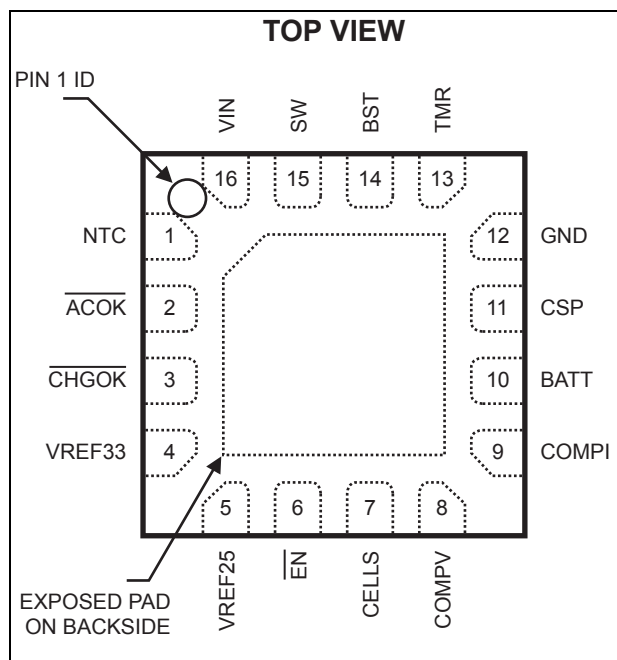 TOP VIEW
PIN 1 ID
VIN
SW
BST
TMR
16
15
14
13
NTC
1
12
GND
ACOK
2
11
CSP
CHGOK
3
10
BATT
VREF33
4
9
COMPI
5
6
7
8
VREF25
EN
CELLS
COMPV
EXPOSED PAD
ON BACKSIDE